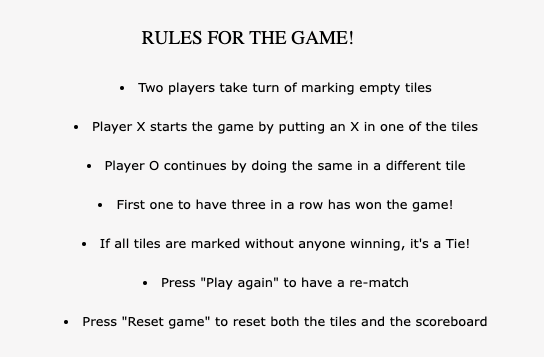 RULES FOR THE GAME!
• Two players take turn of marking empty tiles
• Player X starts the game by putting an X in one of the tiles
• Player O continues by doing the same in a different tile
• First one to have three in a row has won the game!
• If all tiles are marked without anyone winning, it's a Tie!
• Press "Play again" to have a re-match
• Press "Reset game" to reset both the tiles and the scoreboard